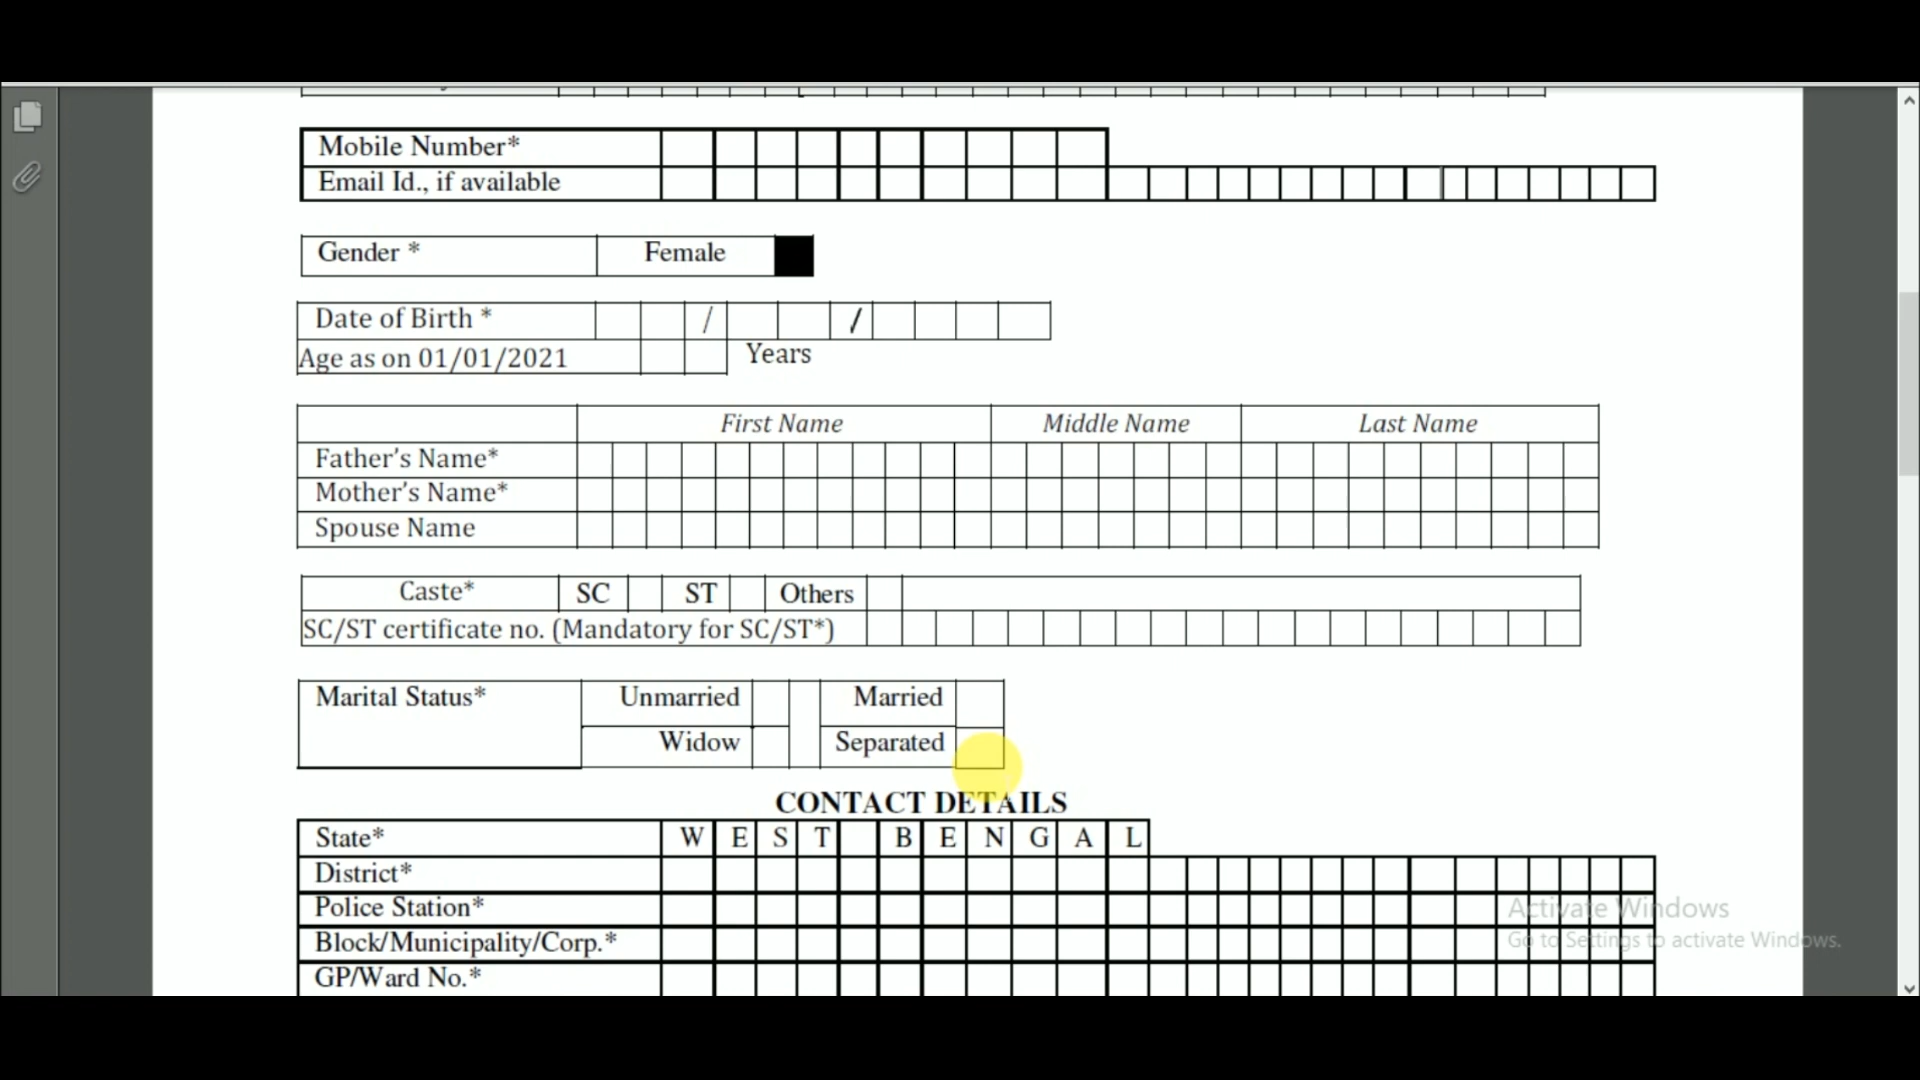 Mobile Number*
Email Id., if available
Gender * Female
Date of Birth * / /
Age as on 01/01/2021 Years
First Name Middle Name Last Name
Father’s Name*
Mother’s Name*
Spouse Name
Caste* SC ST Others
SC/ST certificate no. (Mandatory for SC/ST*)
Marital Status* Unmarried Married
Widow Separated
CONTACT DETAILS
State* W E S T B E N G A L
District*
Police Station*
Block/Municipality/Corp.*
GP/Ward No.*
Activate Windows
Go to Settings to activate Windows.